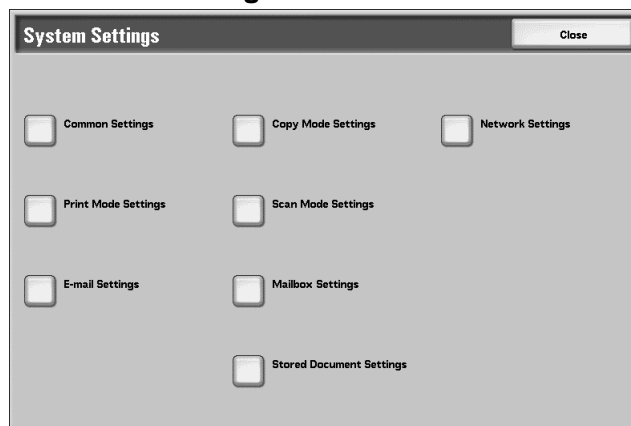 System Settings
Close
Common Settings
Copy Mode Settings
Network Settings
Print Mode Settings
Scan Mode Settings
E-mail Settings
Mailbox Settings
Stored Document Settings